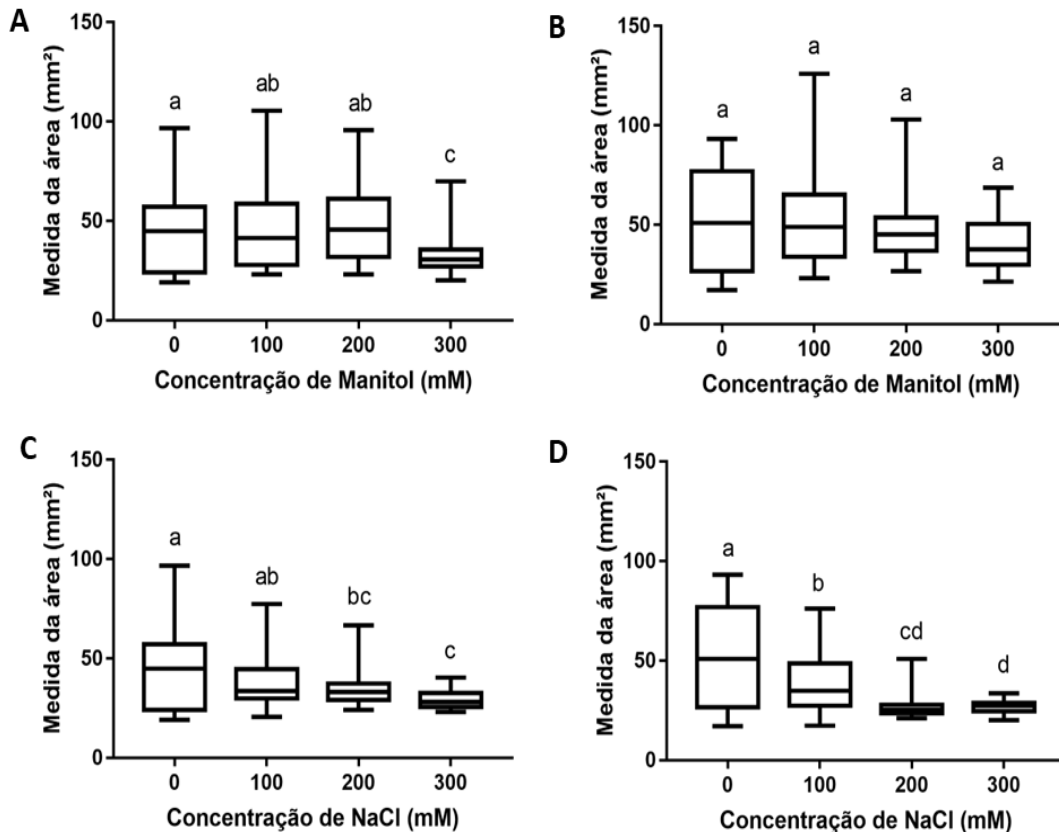 A
Medida da área (mm²)
150
100
50
0
a
ab
ab
c
0 100 200 300
Concentração de Manitol (mM)
B
Medida da área (mm²)
150
100
50
0
a
a
a
a
0 100 200 300
Concentração de Manitol (mM)
C
Medida da área (mm²)
150
100
50
0
a
ab
bc
c
0 100 200 300
Concentração de NaCl (mM)
D
Medida da área (mm²)
150
100
50
0
a
b
cd
d
0 100 200 300
Concentração de NaCl (mM)